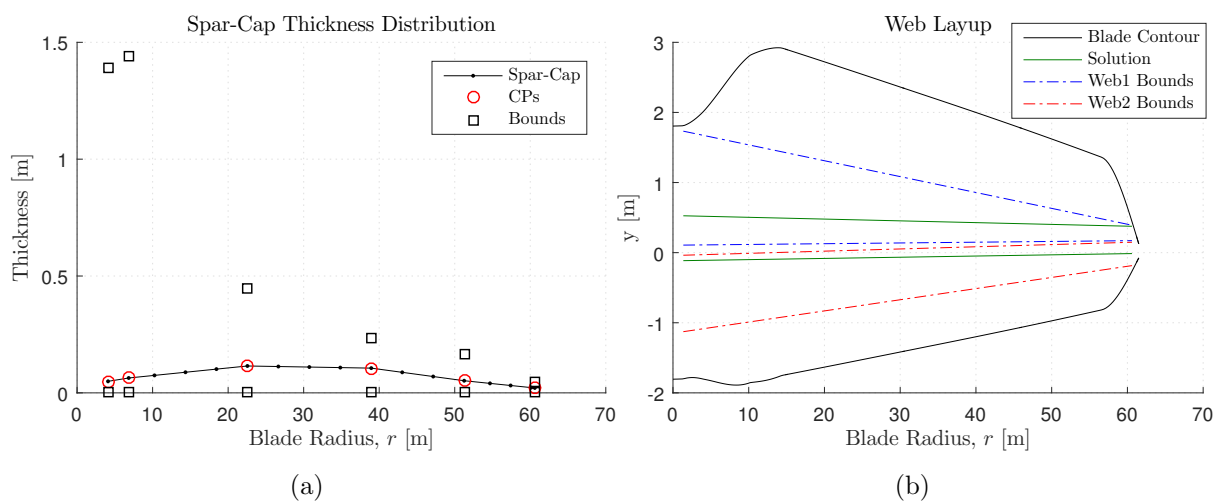 Spar-Cap Thickness Distribution
1.5
1
0.5
0
Thickness [m]
Spar-Cap
CPs
Bounds
0 10 20 30 40 50 60 70
Blade Radius, r [m]
(a)
Web Layup
3
2
1
0
-1
-2
y [m]
Blade Contour
Solution
Web1 Bounds
Web2 Bounds
0 10 20 30 40 50 60 70
Blade Radius, r [m]
(b)